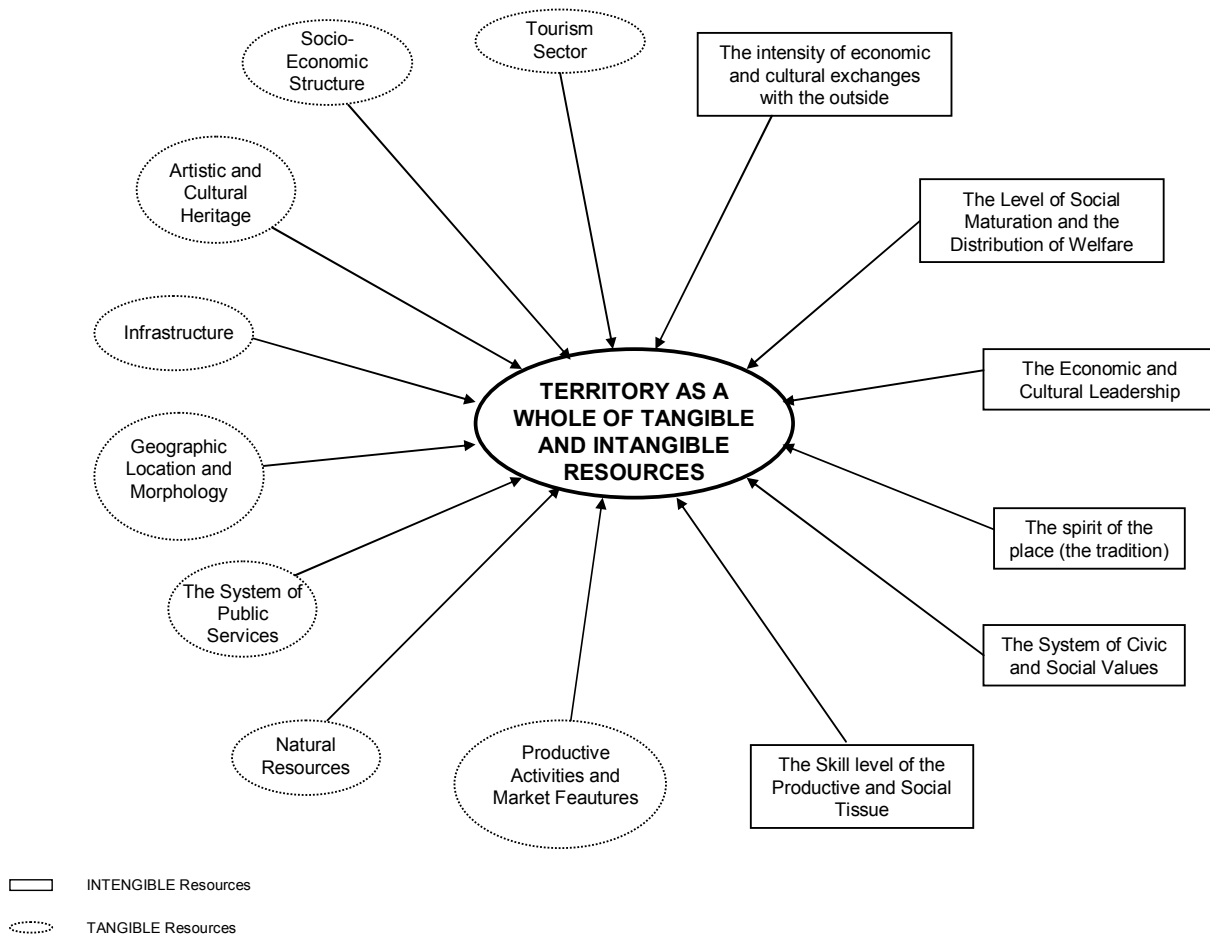 Socio-
Economic
Structure
Tourism
Sector
The intensity of economic
and cultural exchanges
with the outside
Artistic and
Cultural
Heritage
The Level of Social
Maturation and the
Distribution of Welfare
Infrastructure
The Economic and
Cultural Leadership
TERRITORY AS A
WHOLE OF TANGIBLE
AND INTANGIBLE
RESOURCES
Geographic
Location and
Morphology
The spirit of the
place (the tradition)
The System of
Public
Services
The System of Civic
and Social Values
Natural
Resources
Productive
Activities and
Market Feautures
The Skill level of the
Productive and Social
Tissue
INTENGIBLE Resources
TANGIBLE Resources